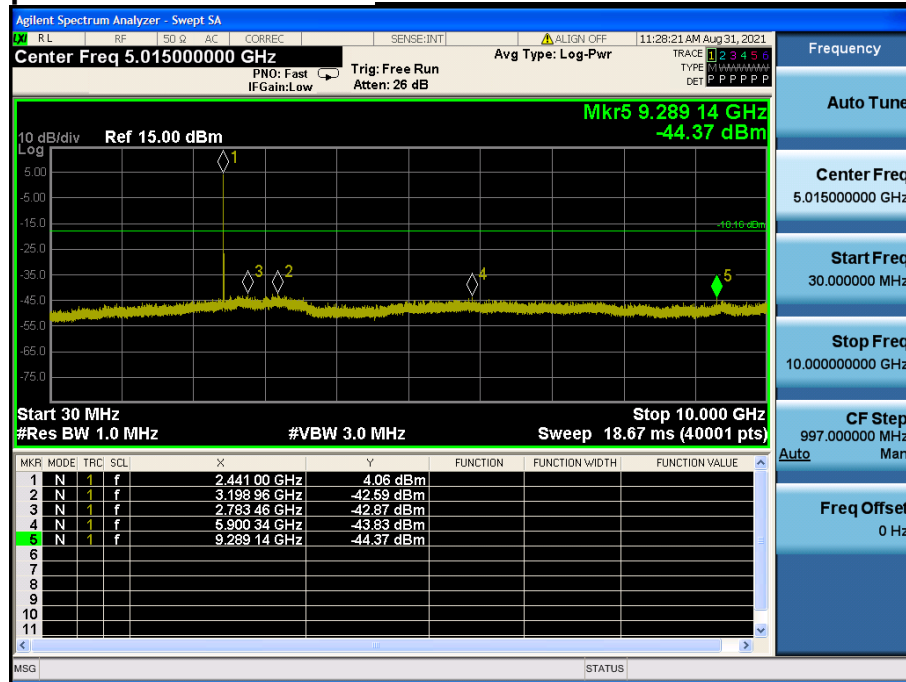 Agilent Spectrum Analyzer - Swept SA
LXI RL RF 50 Ω AC CORREC SENSE:INT ALIGN OFF 11:28:21 AM Aug 31, 2021
Center Freq 5.015000000 GHz
PNO: Fast
IFGain:Low
Trig: Free Run
Atten: 26 dB
Avg Type: Log-Pwr
TRACE 1 2 3 4 5 6
TYPE M
DET P P P P P P
Mkr5 9.289 14 GHz
-44.37 dBm
10 dB/div Ref 15.00 dBm
Log
5.00
-5.00
-15.0
-25.0
-35.0
-45.0
-55.0
-65.0
-75.0
1
3 2
4
5
-10.16 dBm
Start 30 MHz Stop 10.000 GHz
#Res BW 1.0 MHz #VBW 3.0 MHz Sweep 18.67 ms (40001 pts)
MKR MODE TRC SCL X Y FUNCTION FUNCTION WIDTH FUNCTION VALUE
1 N 1 f 2.441 00 GHz 4.06 dBm
2 N 1 f 3.198 96 GHz -42.59 dBm
3 N 1 f 2.783 46 GHz -42.87 dBm
4 N 1 f 5.900 34 GHz -43.83 dBm
5 N 1 f 9.289 14 GHz -44.37 dBm
6
7
8
9
10
11
MSG STATUS
Frequency
Auto Tune
Center Freq
5.015000000 GHz
Start Freq
30.000000 MHz
Stop Freq
10.000000000 GHz
CF Step
997.000000 MHz
Auto Man
Freq Offset
0 Hz